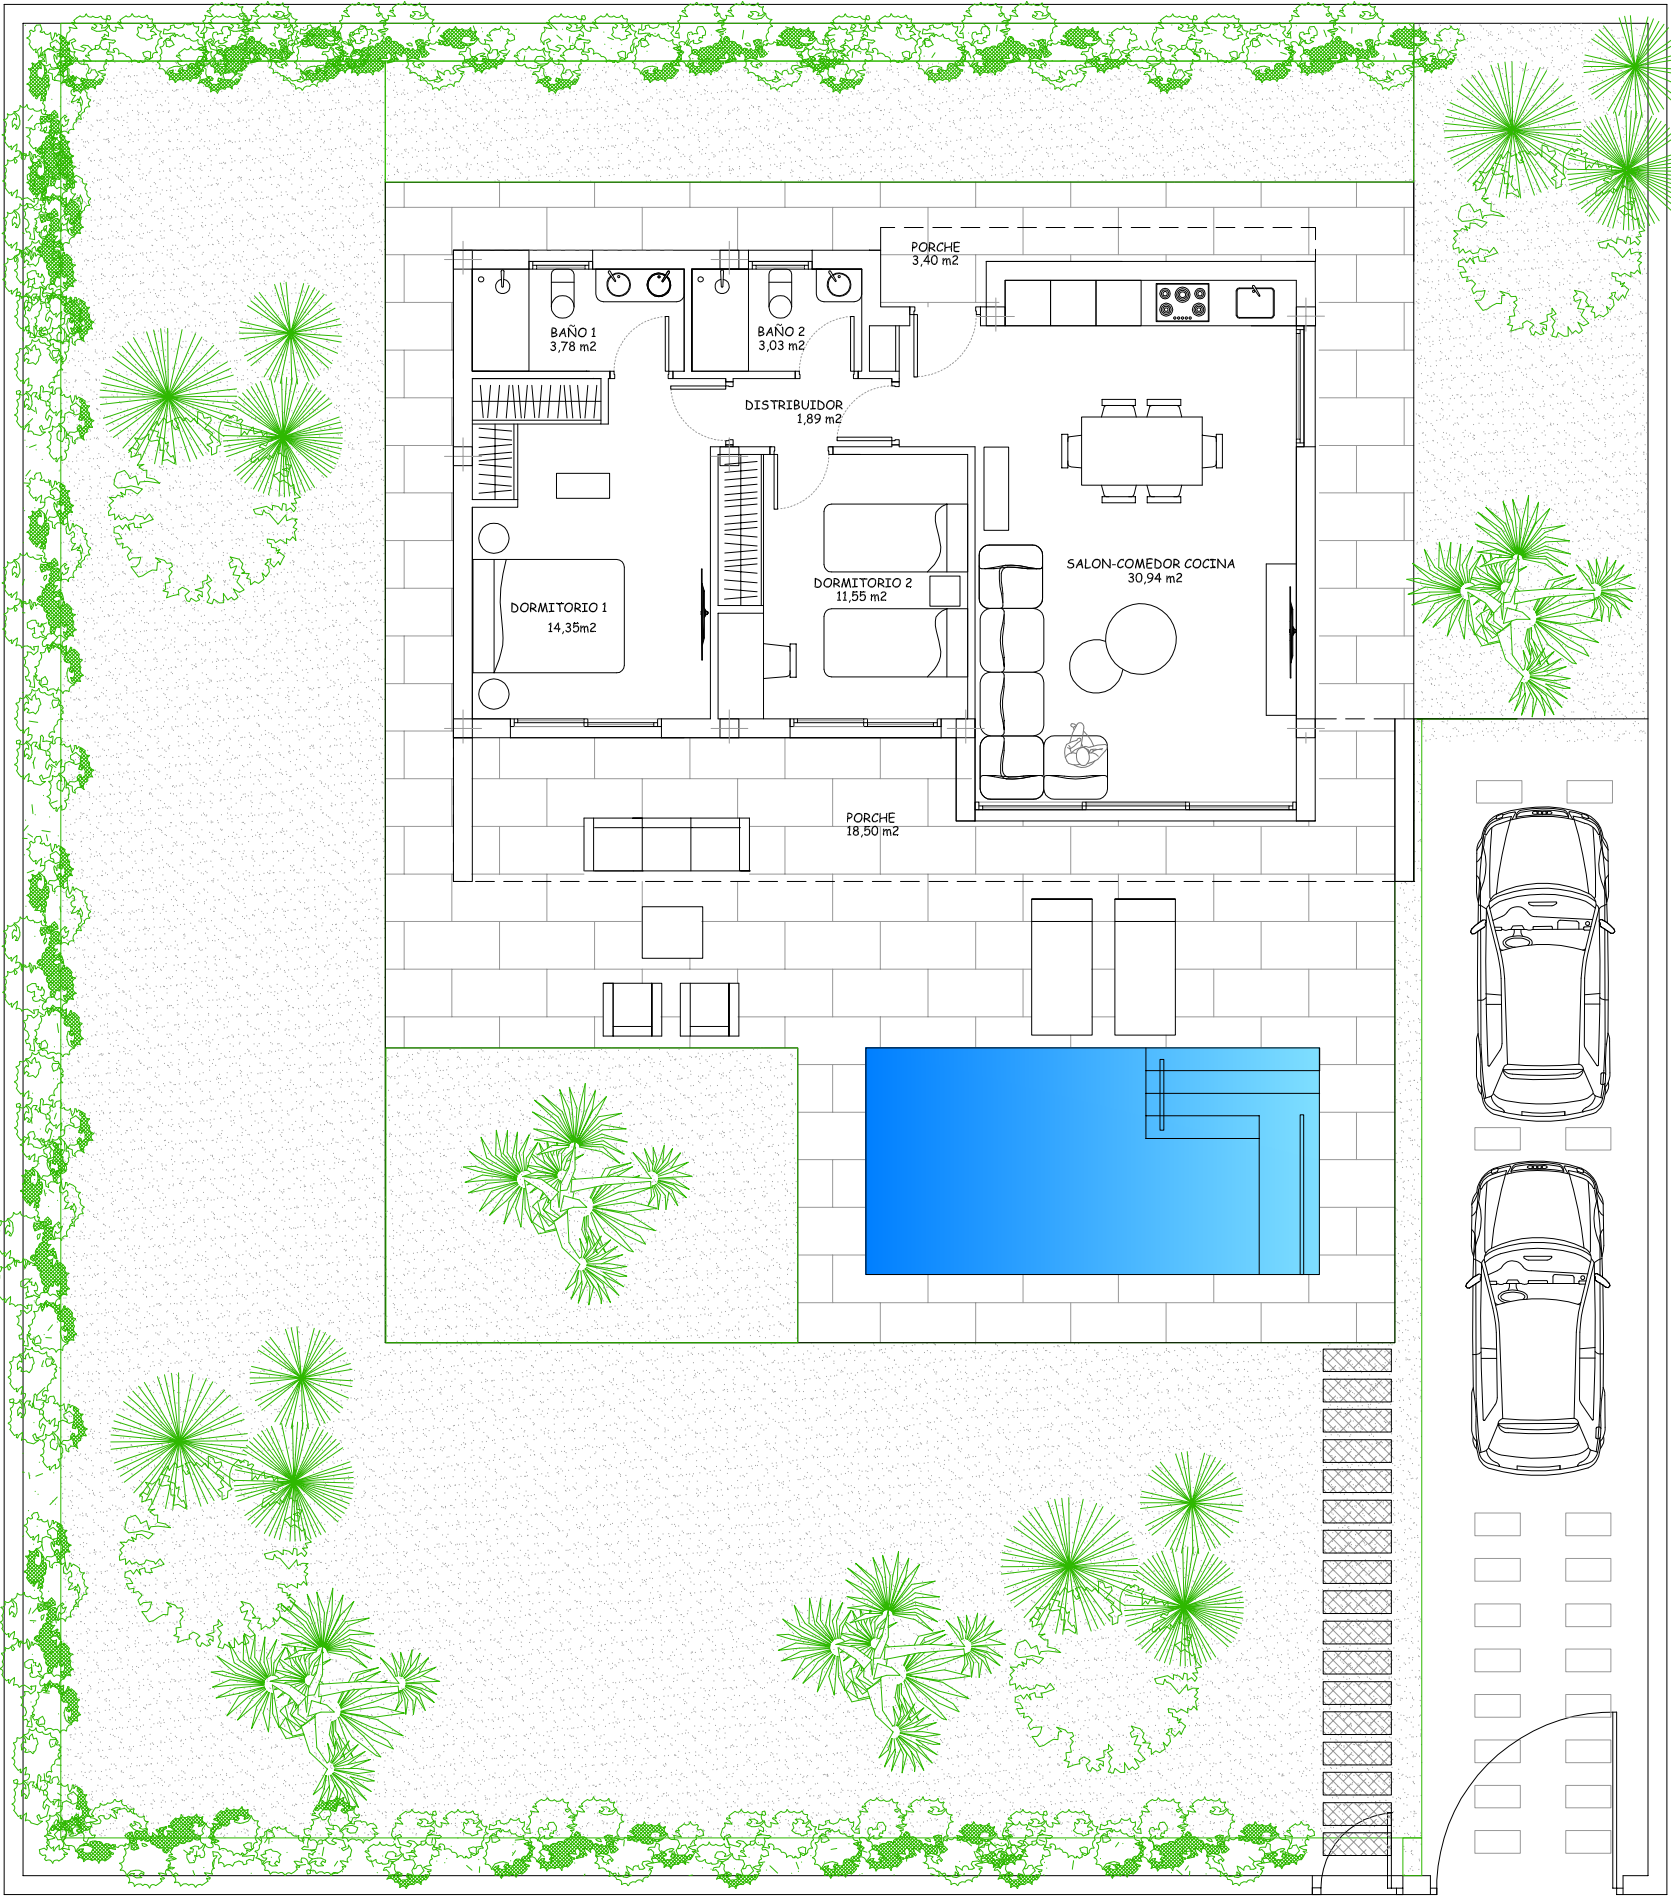 PORCHE
3,40 m2
BAÑO 1
3,78 m2
BAÑO 2
3,03 m2
DISTRIBUIDOR
1,89 m2
SALON-COMEDOR COCINA
30,94 m2
DORMITORIO 2
11,55 m2
DORMITORIO 1
14,35m2
PORCHE
18,50 m2